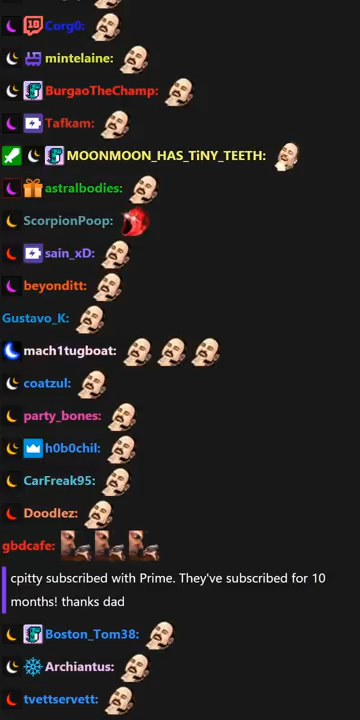 10 Corg0:
mintelaine:
BurgaoTheChamp:
Tafkam:
MOONMOON_HAS_TiNY_TEETH:
astralbodies:
ScorpionPoop:
sain_xD:
beyonditt:
Gustavo_K:
mach1tugboat:
coatzul:
party_bones:
h0b0chil:
CarFreak95:
Doodlez:
gbdcafe:
cpitty subscribed with Prime. They've subscribed for 10
months! thanks dad
Boston_Tom38:
Archiantus:
tvettservett: